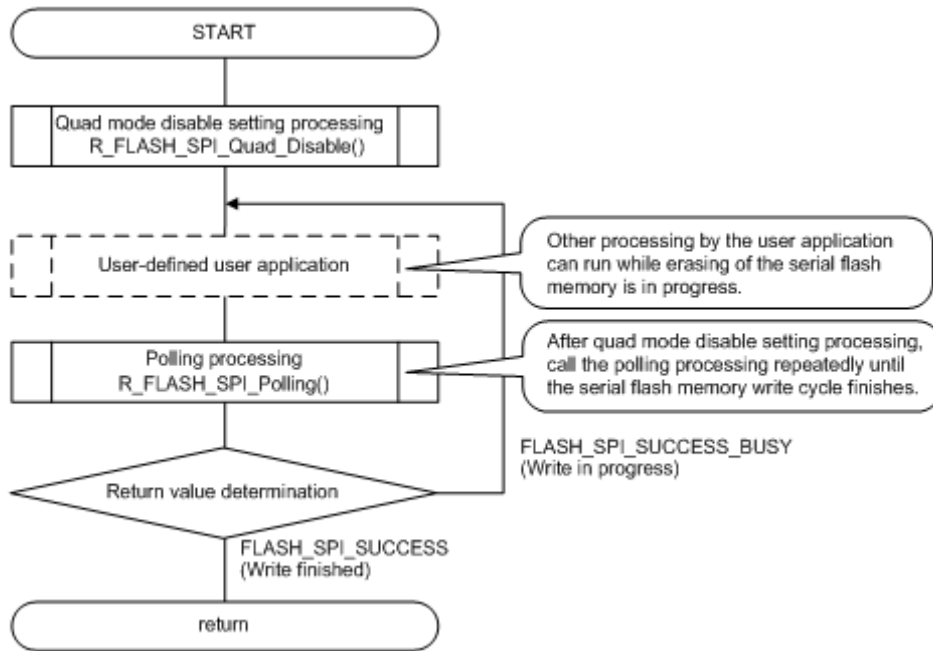 START
Quad mode disable setting processing
R_FLASH_SPI_Quad_Disable()
User-defined user application
Other processing by the user application
can run while erasing of the serial flash
memory is in progress.
Polling processing
R_FLASH_SPI_Polling()
After quad mode disable setting processing,
call the polling processing repeatedly until
the serial flash memory write cycle finishes.
Return value determination
FLASH_SPI_SUCCESS_BUSY
(Write in progress)
FLASH_SPI_SUCCESS
(Write finished)
return